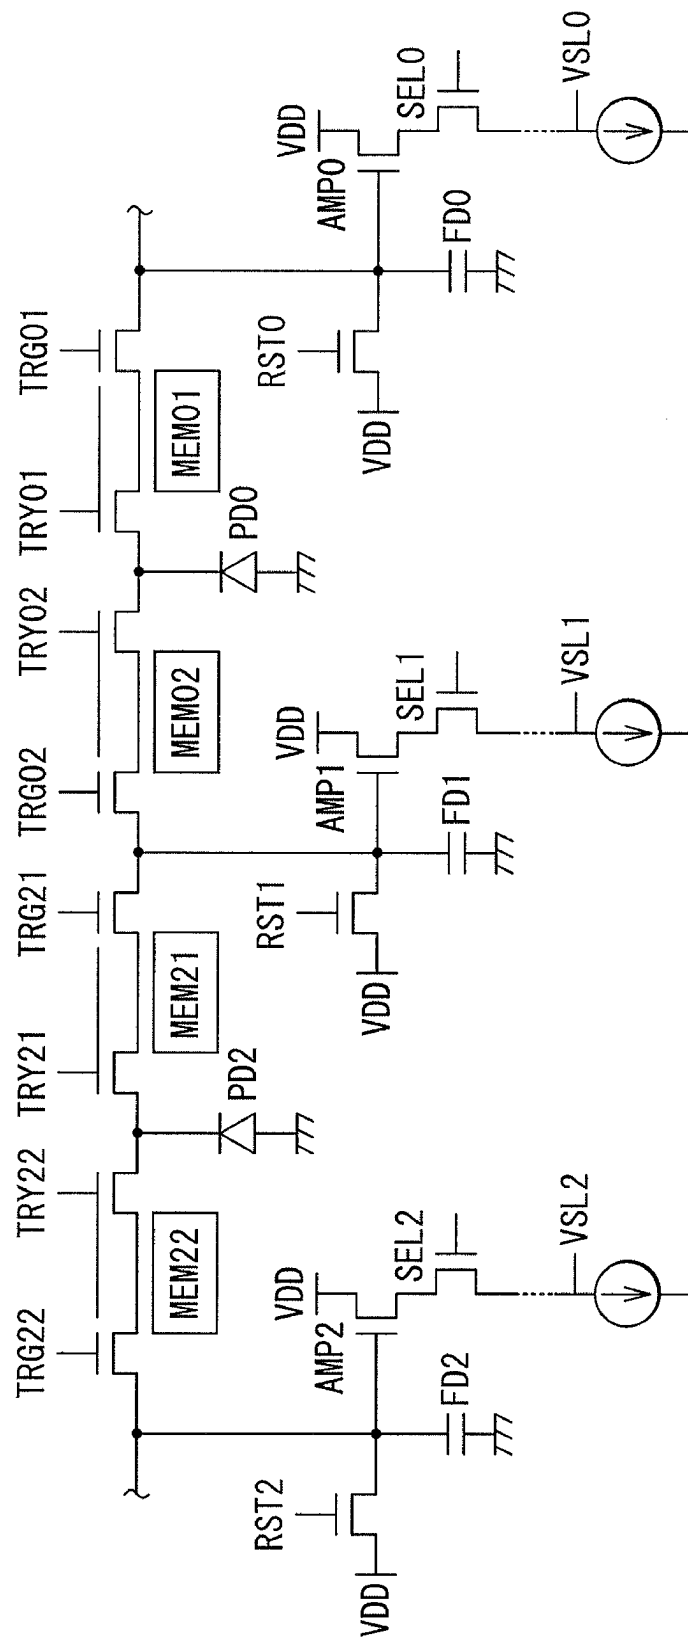 TRG22
TRY22
TRY21
TRG21
TRG02
TRY02
TRY01
TRG01
MEM22
MEM21
MEM02
MEM01
PD2
PD0
RST2
VDD
RST1
VDD
RST0
VDD
AMP2
VDD
AMP1
VDD
AMP0
VDD
FD2
SEL2
FD1
SEL1
FD0
SEL0
VSL2
VSL1
VSL0